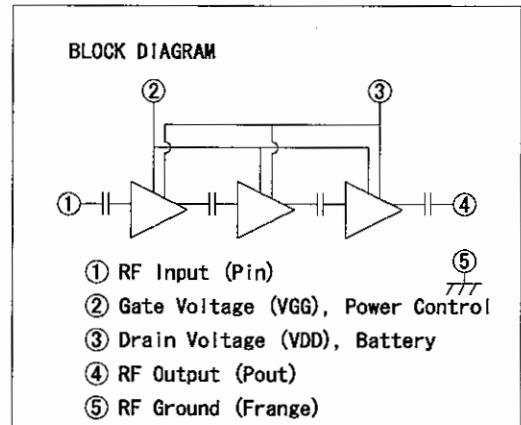 BLOCK DIAGRAM
② ③
① ④
⑤
① RF Input (Pin)
② Gate Voltage (VGG), Power Control
③ Drain Voltage (VDD), Battery
④ RF Output (Pout)
⑤ RF Ground (Frange)